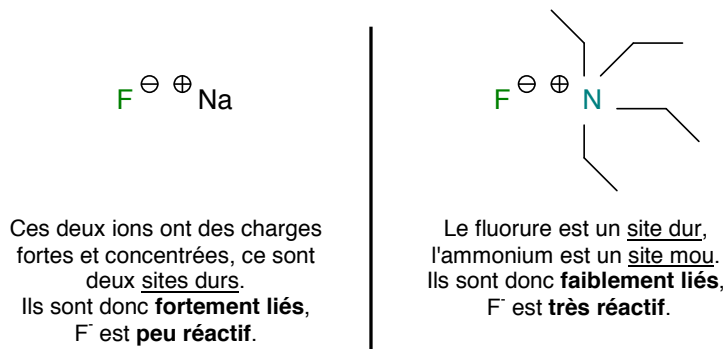 F ⊖ ⊕ Na
Ces deux ions ont des charges
fortes et concentrées, ce sont
deux sites durs.
Ils sont donc fortement liés,
F⁻ est peu réactif.
F ⊖ ⊕ N
Le fluorure est un site dur,
l'ammonium est un site mou.
Ils sont donc faiblement liés,
F⁻ est très réactif.